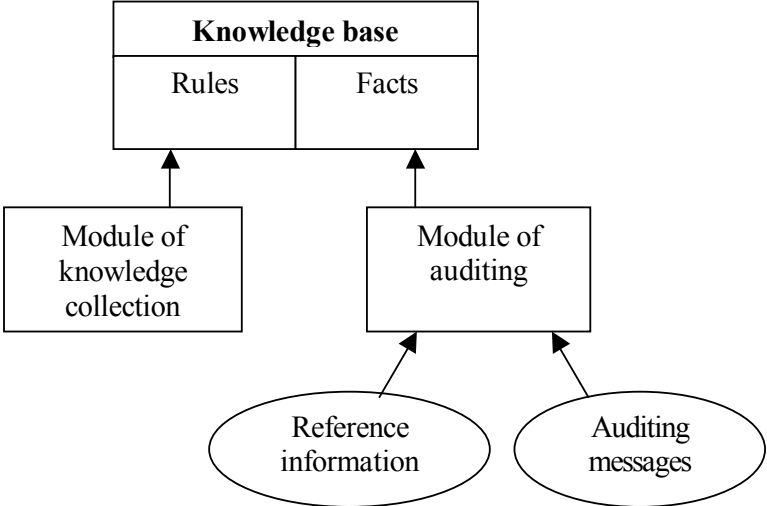 Knowledge base
Rules
Facts
Module of
knowledge
collection
Module of
auditing
Reference
information
Auditing
messages